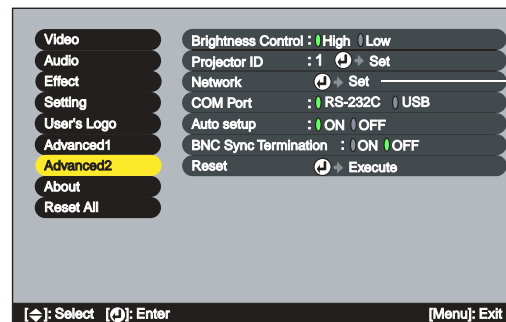 Video
Audio
Effect
Setting
User's Logo
Advanced1
Advanced2
About
Reset All
Brightness Control : High Low
Projector ID : 1 Set
Network Set
COM Port : RS-232C USB
Auto setup : ON OFF
BNC Sync Termination : ON OFF
Reset Execute
[ ]: Select [ ]: Enter [Menu]: Exit